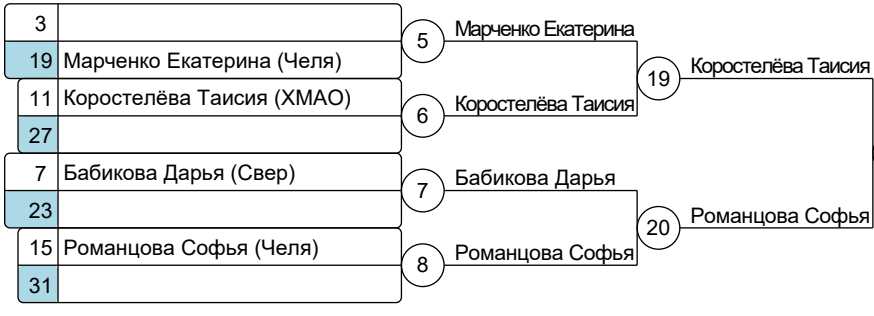 3
5
Марченко Екатерина
19 Марченко Екатерина (Челя)
19
Коростелёва Таисия
11 Коростелёва Таисия (ХМАО)
6
Коростелёва Таисия
27
7 Бабикова Дарья (Свер)
7
Бабикова Дарья
23
20
Романцова Софья
15 Романцова Софья (Челя)
8
Романцова Софья
31